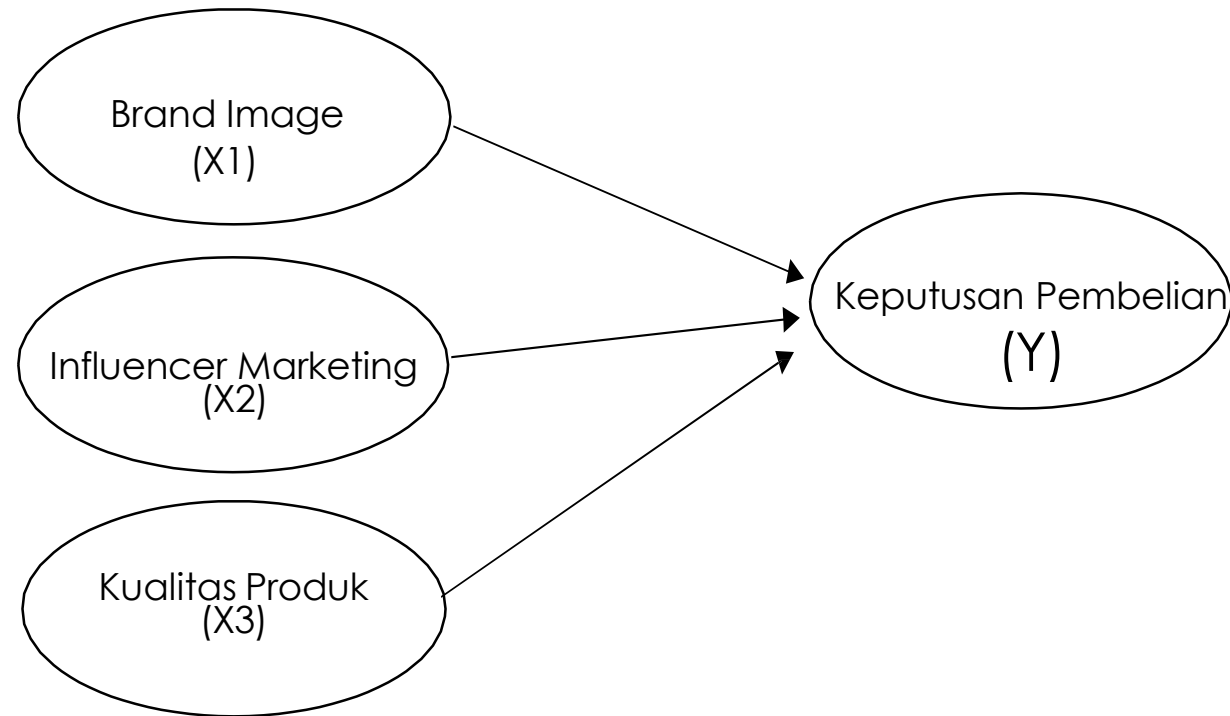 Brand Image
(X1)
Influencer Marketing
(X2)
Kualitas Produk
(X3)
Keputusan Pembelian
(Y)